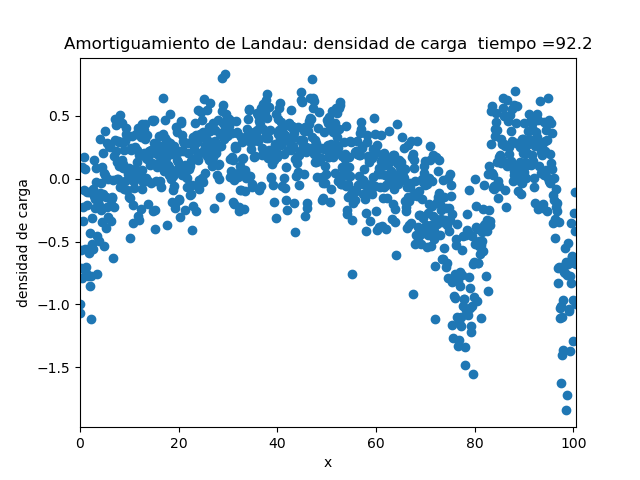 Amortiguamiento de Landau: densidad de carga  tiempo =92.2
densidad de carga
0.5
0.0
−0.5
−1.0
−1.5
0 20 40 60 80 100
x